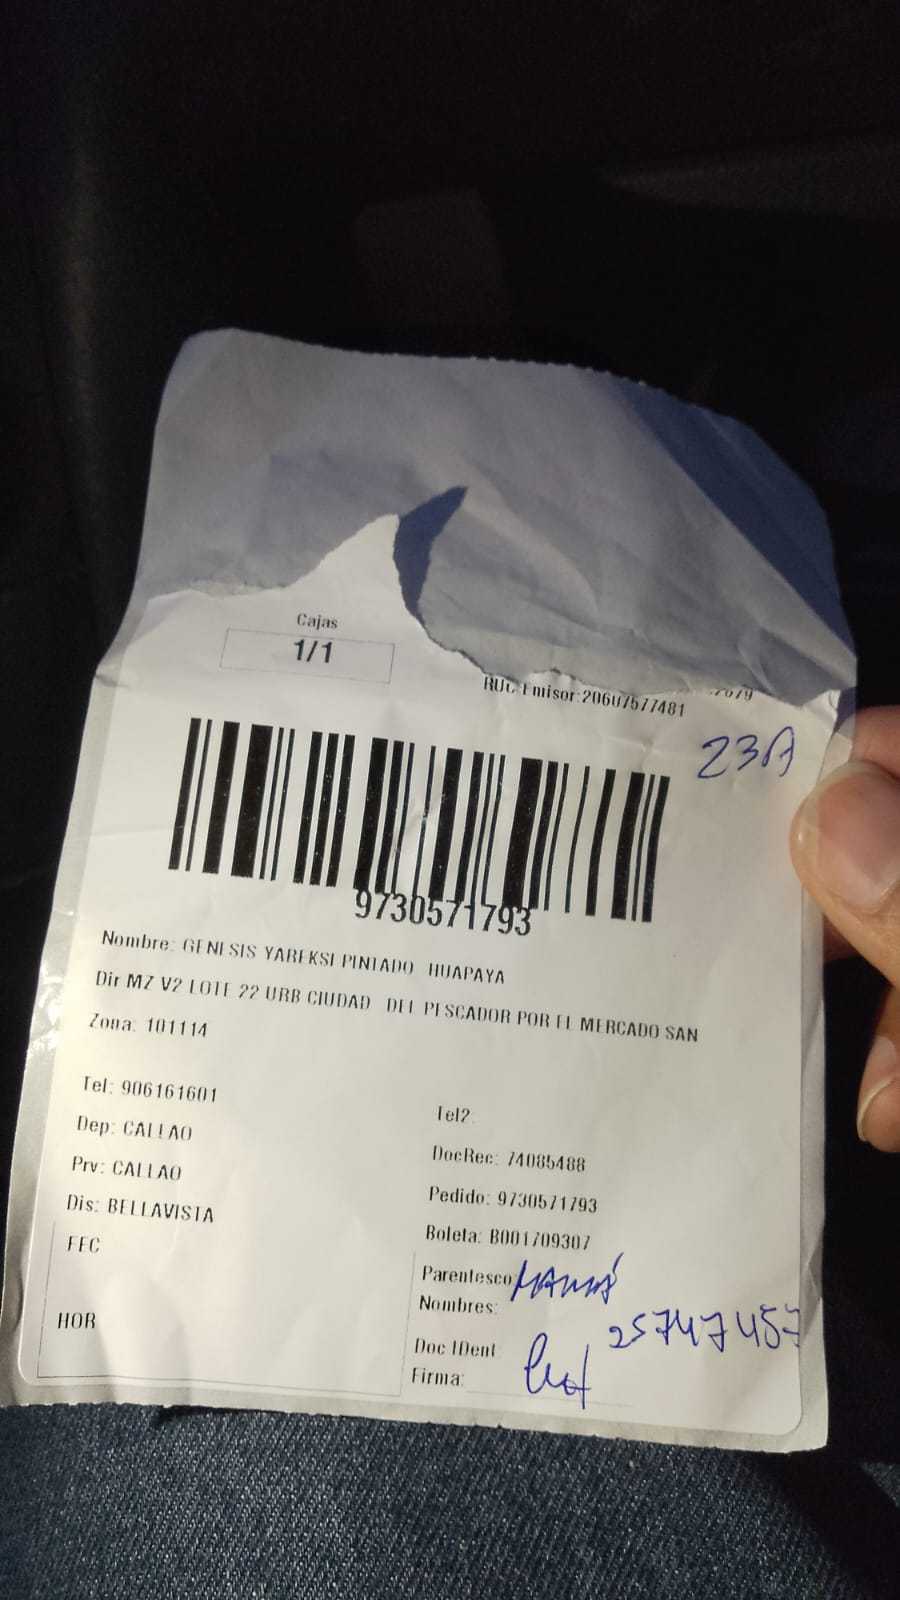 Cajas
1/1
RUC Emisor:20607577481
23A
9730571793
Nombre: GENESIS YAREKSI PINTADO HUAPAYA
Dir MZ V2 LOTE 22 URB CIUDAD DEL PESCADOR POR EL MERCADO SAN
Zona: 101114
Tel: 906161601
Tel2:
Dep: CALLAO
DocRec: 74085488
Prv: CALLAO
Pedido: 9730571793
Dis: BELLAVISTA
Boleta: B001709307
FEC
Parentesco: MAMÁ
Nombres:
HOR
Doc IDent 25747457
Firma: